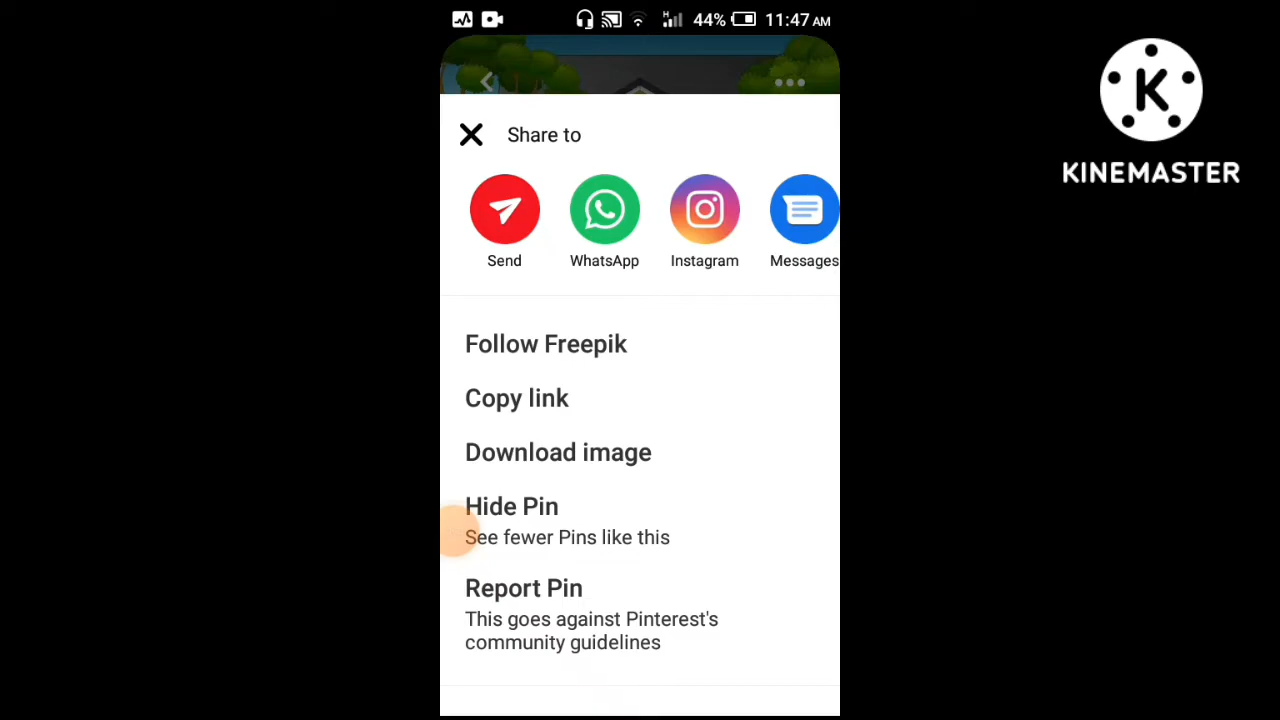 44% 11:47 AM
K
KINEMASTER
Share to
Send WhatsApp Instagram Messages
Follow Freepik
Copy link
Download image
Hide Pin
See fewer Pins like this
Report Pin
This goes against Pinterest's
community guidelines